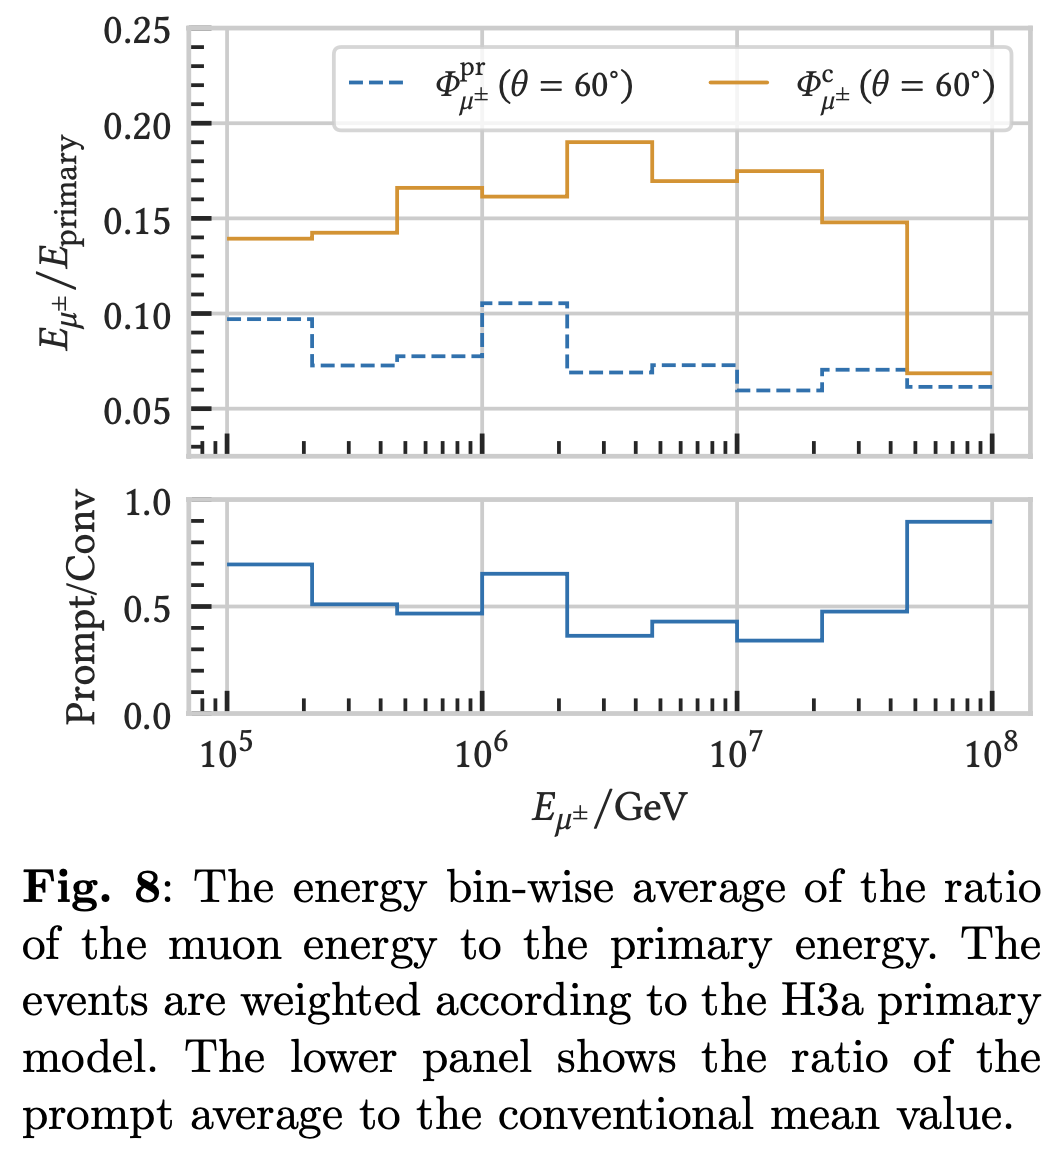 0.25
Φ^pr_μ± (θ = 60°) Φ^c_μ± (θ = 60°)
0.20
0.15
0.10
0.05
E_μ±/E_primary
1.0
0.5
0.0
Prompt/Conv
10^5 10^6 10^7 10^8
E_μ±/GeV
Fig. 8: The energy bin-wise average of the ratio
of the muon energy to the primary energy. The
events are weighted according to the H3a primary
model. The lower panel shows the ratio of the
prompt average to the conventional mean value.